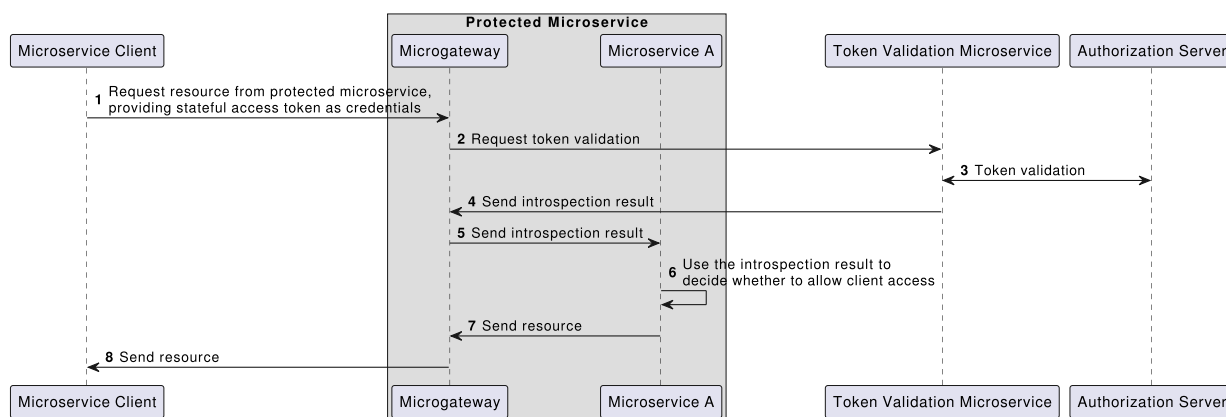 Protected Microservice
Microservice Client
Microgateway
Microservice A
Token Validation Microservice
Authorization Server
1 Request resource from protected microservice,
providing stateful access token as credentials
2 Request token validation
3 Token validation
4 Send introspection result
5 Send introspection result
6 Use the introspection result to
decide whether to allow client access
7 Send resource
8 Send resource
Microservice Client
Microgateway
Microservice A
Token Validation Microservice
Authorization Server